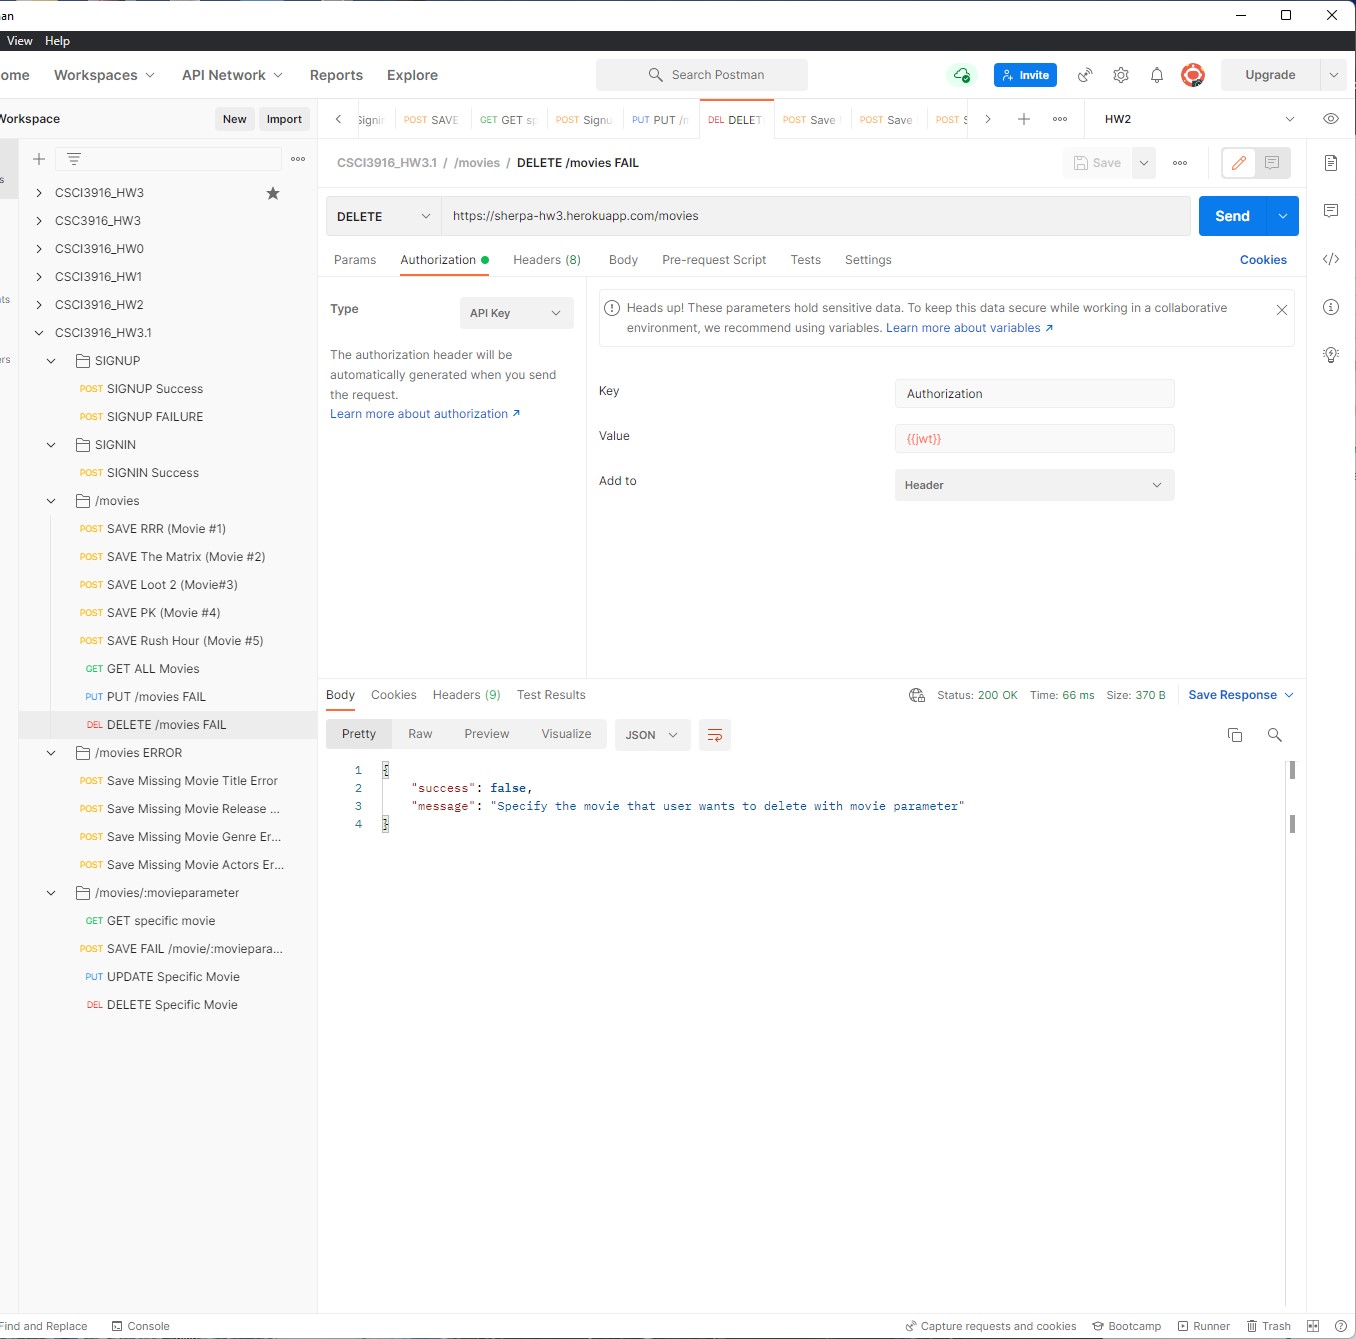 an
View Help
ome Workspaces API Network Reports Explore Search Postman Invite Upgrade
Workspace New Import
Signin POST SAVE GET GET sp POST Signu PUT PUT /n DEL DELET POST Save POST Save POST S HW2
CSCI3916_HW3.1 / /movies / DELETE /movies FAIL Save
DELETE https://sherpa-hw3.herokuapp.com/movies Send
Params Authorization Headers (8) Body Pre-request Script Tests Settings Cookies
Type API Key
The authorization header will be
automatically generated when you send
the request.
Learn more about authorization ↗
Heads up! These parameters hold sensitive data. To keep this data secure while working in a collaborative
environment, we recommend using variables. Learn more about variables ↗
Key Authorization
Value {{jwt}}
Add to Header
s
ts
ers
CSCI3916_HW3
CSC3916_HW3
CSCI3916_HW0
CSCI3916_HW1
CSCI3916_HW2
CSCI3916_HW3.1
SIGNUP
POST SIGNUP Success
POST SIGNUP FAILURE
SIGNIN
POST SIGNIN Success
/movies
POST SAVE RRR (Movie #1)
POST SAVE The Matrix (Movie #2)
POST SAVE Loot 2 (Movie#3)
POST SAVE PK (Movie #4)
POST SAVE Rush Hour (Movie #5)
GET GET ALL Movies
PUT PUT /movies FAIL
DEL DELETE /movies FAIL
/movies ERROR
POST Save Missing Movie Title Error
POST Save Missing Movie Release ...
POST Save Missing Movie Genre Er...
POST Save Missing Movie Actors Er...
/movies/:movieparameter
GET GET specific movie
POST SAVE FAIL /movie/:moviepara...
PUT UPDATE Specific Movie
DEL DELETE Specific Movie
Body Cookies Headers (9) Test Results Status: 200 OK Time: 66 ms Size: 370 B Save Response
Pretty Raw Preview Visualize JSON
1 {
2 "success": false,
3 "message": "Specify the movie that user wants to delete with movie parameter"
4 }
Find and Replace Console Capture requests and cookies Bootcamp Runner Trash